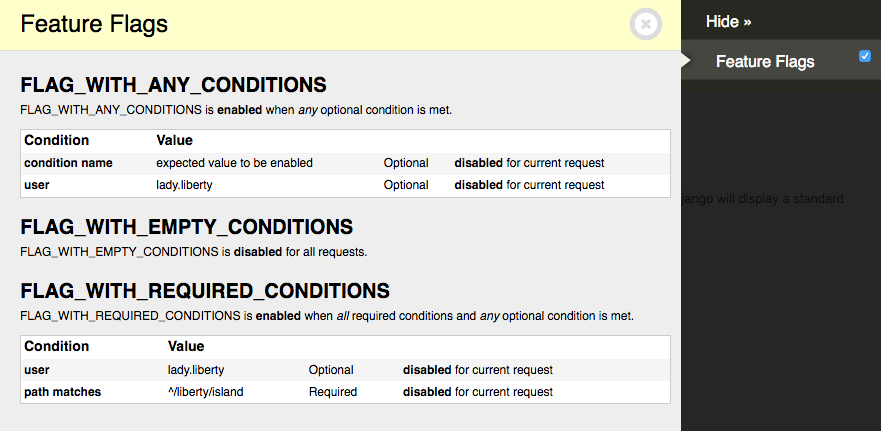 Feature Flags
Hide »
Feature Flags
FLAG_WITH_ANY_CONDITIONS
FLAG_WITH_ANY_CONDITIONS is enabled when any optional condition is met.
Condition Value
condition name expected value to be enabled Optional disabled for current request
user lady.liberty Optional disabled for current request
jango will display a standard
FLAG_WITH_EMPTY_CONDITIONS
FLAG_WITH_EMPTY_CONDITIONS is disabled for all requests.
FLAG_WITH_REQUIRED_CONDITIONS
FLAG_WITH_REQUIRED_CONDITIONS is enabled when all required conditions and any optional condition is met.
Condition Value
user lady.liberty Optional disabled for current request
path matches ^/liberty/island Required disabled for current request